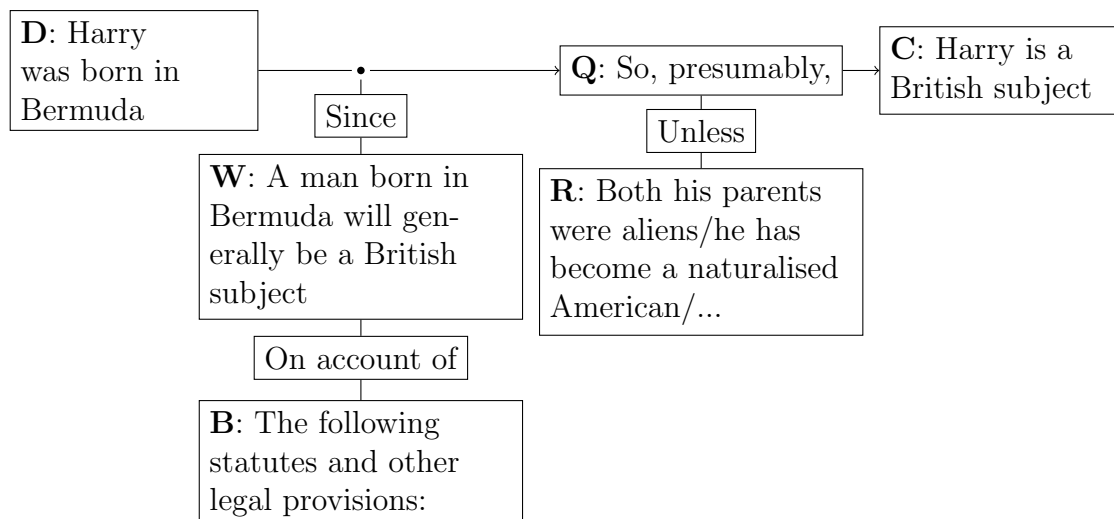 D: Harry
was born in
Bermuda
Q: So, presumably,
C: Harry is a
British subject
Since
Unless
W: A man born in
Bermuda will gen-
erally be a British
subject
R: Both his parents
were aliens/he has
become a naturalised
American/...
On account of
B: The following
statutes and other
legal provisions: